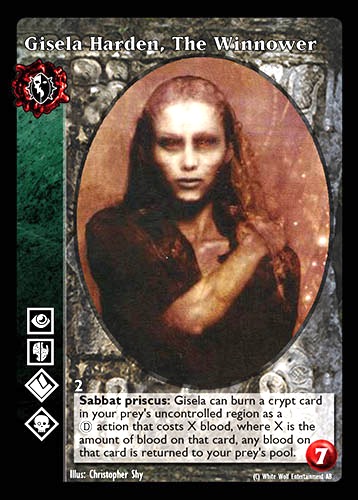 Gisela Harden, The Winnower
2
Sabbat priscus: Gisela can burn a crypt card
in your prey's uncontrolled region as a
Ⓓ action that costs X blood, where X is the
amount of blood on that card, any blood on
that card is returned to your prey's pool.
7
Illus: Christopher Shy
(C) White Wolf Entertainment AB